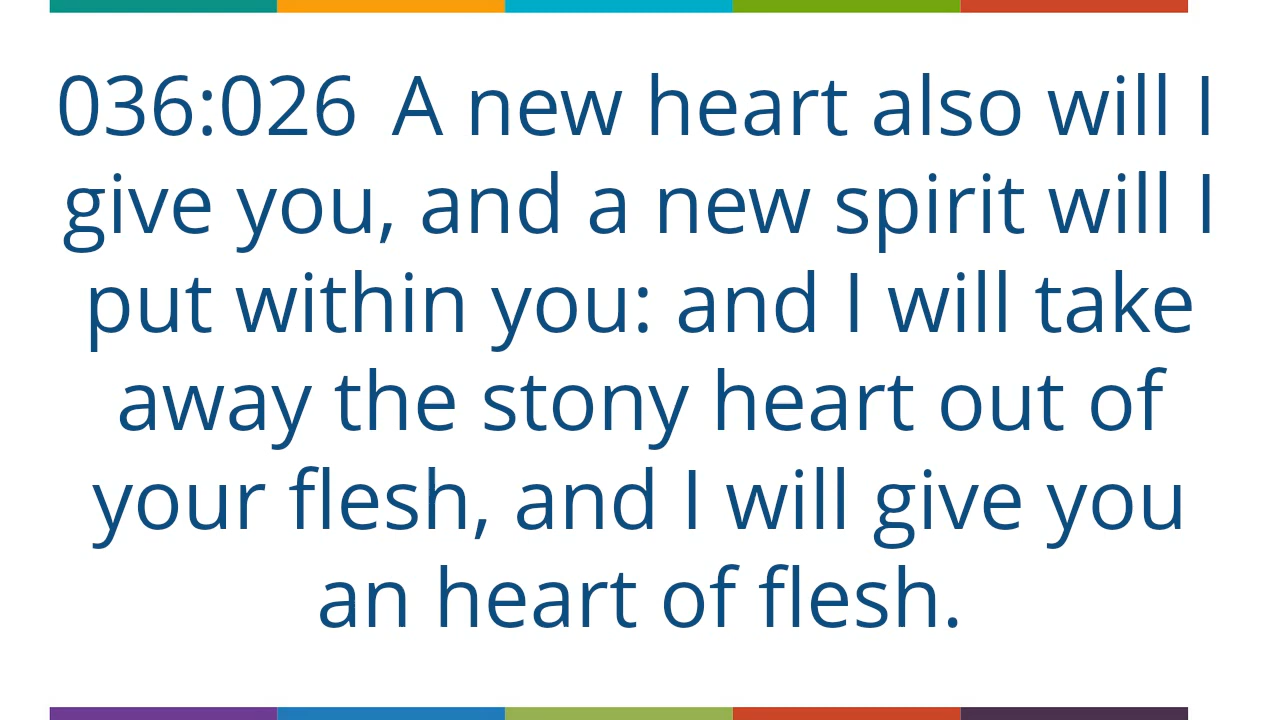 036:026 A new heart also will I
give you, and a new spirit will I
put within you: and I will take
away the stony heart out of
your flesh, and I will give you
an heart of flesh.